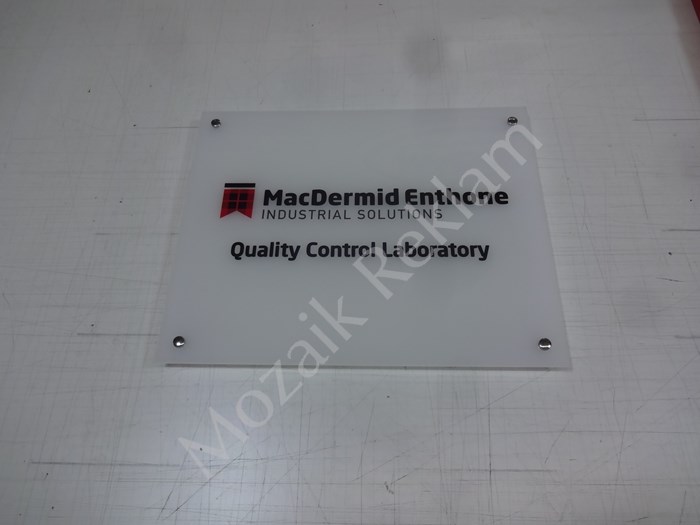 MacDermid Enthone
INDUSTRIAL SOLUTIONS
Quality Control Laboratory
Mozaik Reklam